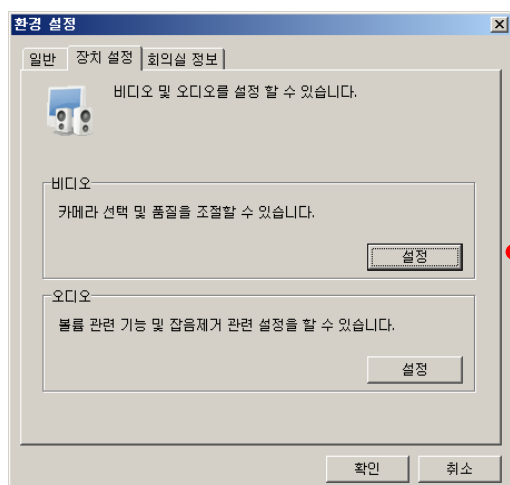 환경 설정
일반 장치 설정 회의실 정보
비디오 및 오디오를 설정 할 수 있습니다.
비디오
카메라 선택 및 품질을 조절할 수 있습니다.
설정
오디오
볼륨 관련 기능 및 잡음제거 관련 설정을 할 수 있습니다.
설정
확인 취소